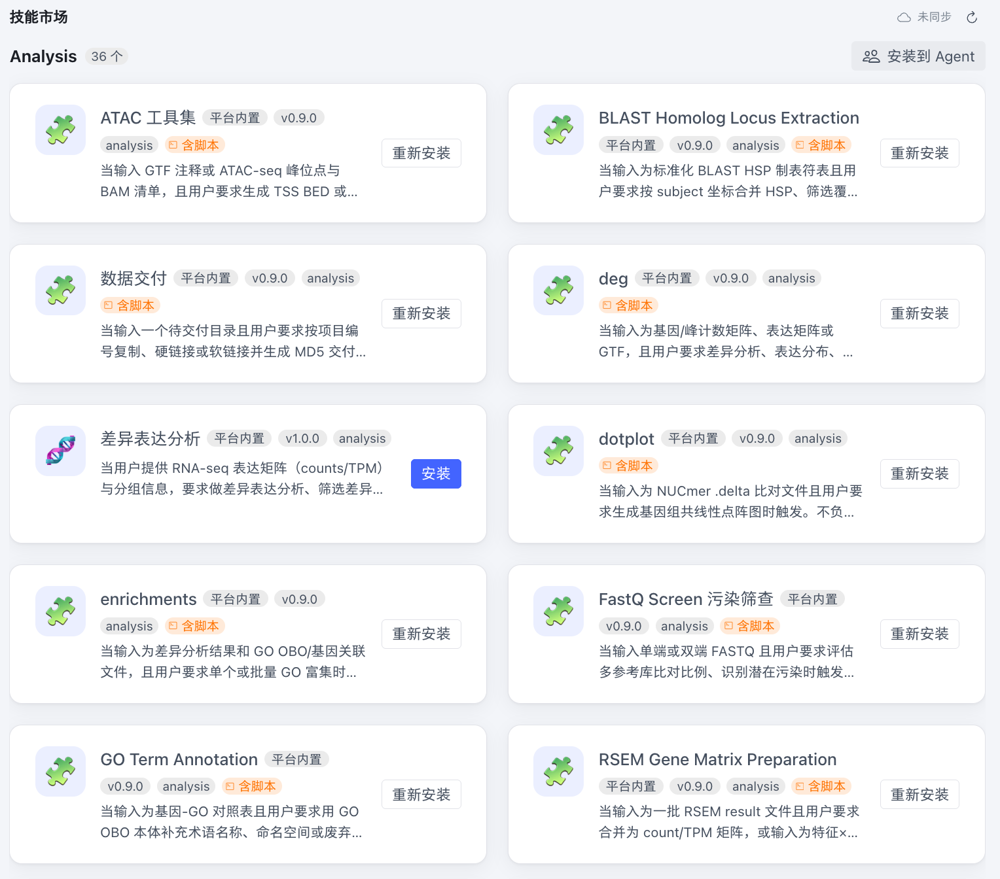 技能市场
未同步
Analysis 36 个
安装到 Agent
ATAC 工具集 平台内置 v0.9.0
analysis 含脚本
当输入 GTF 注释或 ATAC-seq 峰位点与
BAM 清单，且用户要求生成 TSS BED 或...
重新安装
BLAST Homolog Locus Extraction
平台内置 v0.9.0 analysis 含脚本
当输入为标准化 BLAST HSP 制表符表且用
户要求按 subject 坐标合并 HSP、筛选覆...
重新安装
数据交付 平台内置 v0.9.0 analysis
含脚本
当输入一个待交付目录且用户要求按项目编
号复制、硬链接或软链接并生成 MD5 交付...
重新安装
deg 平台内置 v0.9.0 analysis
含脚本
当输入为基因/峰计数矩阵、表达矩阵或
GTF，且用户要求差异分析、表达分布、...
重新安装
差异表达分析 平台内置 v1.0.0 analysis
当用户提供 RNA-seq 表达矩阵（counts/TPM）
与分组信息，要求做差异表达分析、筛选差异...
安装
dotplot 平台内置 v0.9.0 analysis
含脚本
当输入为 NUCmer .delta 比对文件且用户要
求生成基因组共线性点阵图时触发。不负...
重新安装
enrichments 平台内置 v0.9.0
analysis 含脚本
当输入为差异分析结果和 GO OBO/基因关联
文件，且用户要求单个或批量 GO 富集时...
重新安装
FastQ Screen 污染筛查 平台内置
v0.9.0 analysis 含脚本
当输入单端或双端 FASTQ 且用户要求评估
多参考库比对比例、识别潜在污染时触发...
重新安装
GO Term Annotation 平台内置
v0.9.0 analysis 含脚本
当输入为基因-GO 对照表且用户要求用 GO
OBO 本体补充术语名称、命名空间或废弃...
重新安装
RSEM Gene Matrix Preparation
平台内置 v0.9.0 analysis 含脚本
当输入为一批 RSEM result 文件且用户要求
合并为 count/TPM 矩阵，或输入为特征×...
重新安装